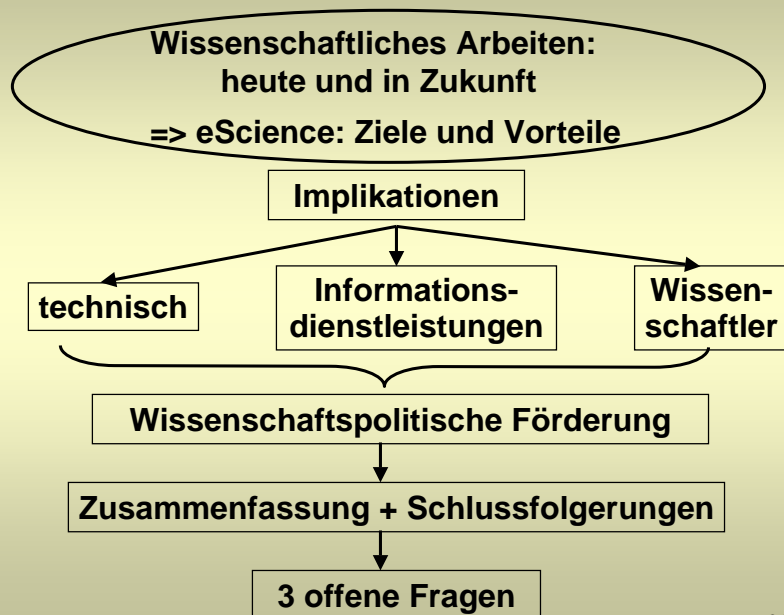 Wissenschaftliches Arbeiten:
heute und in Zukunft
=> eScience: Ziele und Vorteile
Implikationen
technisch
Informations-
dienstleistungen
Wissen-
schaftler
Wissenschaftspolitische Förderung
Zusammenfassung + Schlussfolgerungen
3 offene Fragen